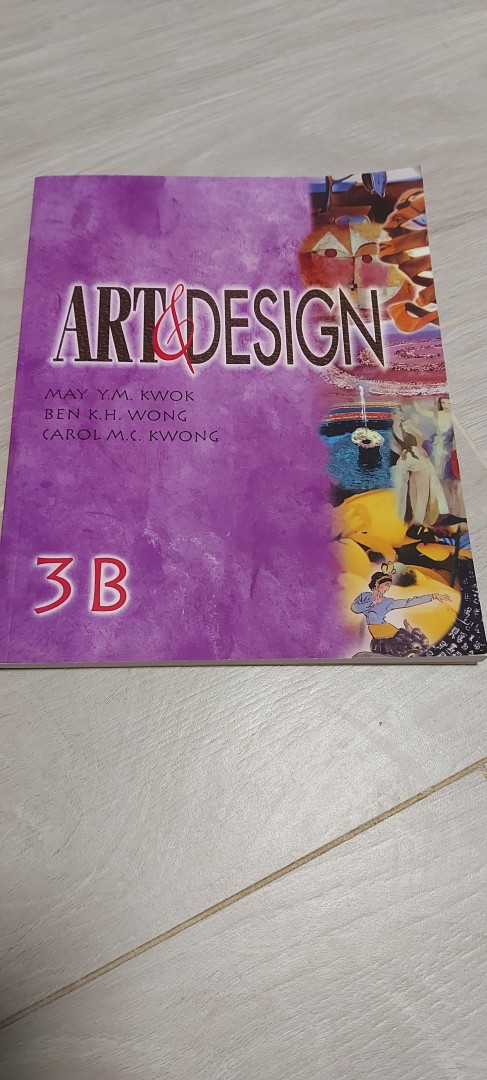 ART&DESIGN
MAY Y.M. KWOK
BEN K.H. WONG
CAROL M.C. KWONG
3B